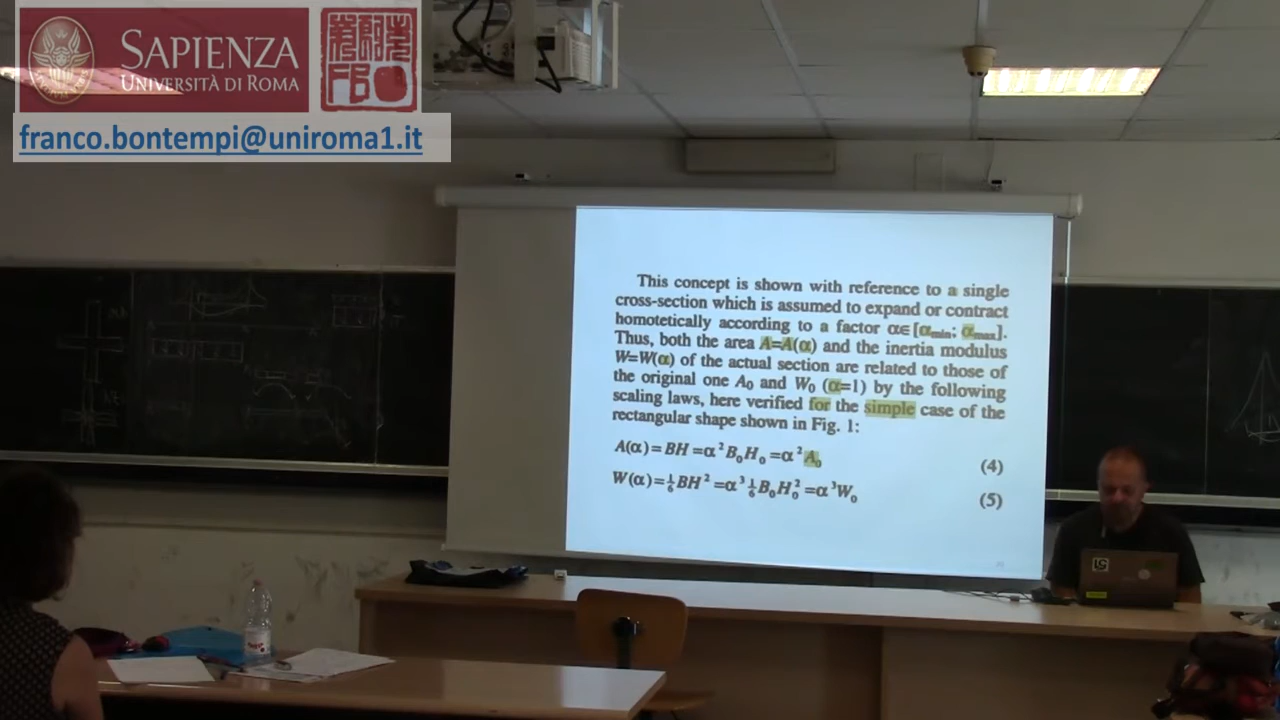 SAPIENZA
UNIVERSITÀ DI ROMA
franco.bontempi@uniroma1.it
This concept is shown with reference to a single
cross-section which is assumed to expand or contract
homotetically according to a factor α∈[αmin; αmax].
Thus, both the area A=A(α) and the inertia modulus
W=W(α) of the actual section are related to those of
the original one A₀ and W₀ (α=1) by the following
scaling laws, here verified for the simple case of the
rectangular shape shown in Fig. 1:
A(α)=BH=α²B₀H₀=α²A₀ (4)
W(α)=⅙BH²=α³⅙B₀H₀²=α³W₀ (5)